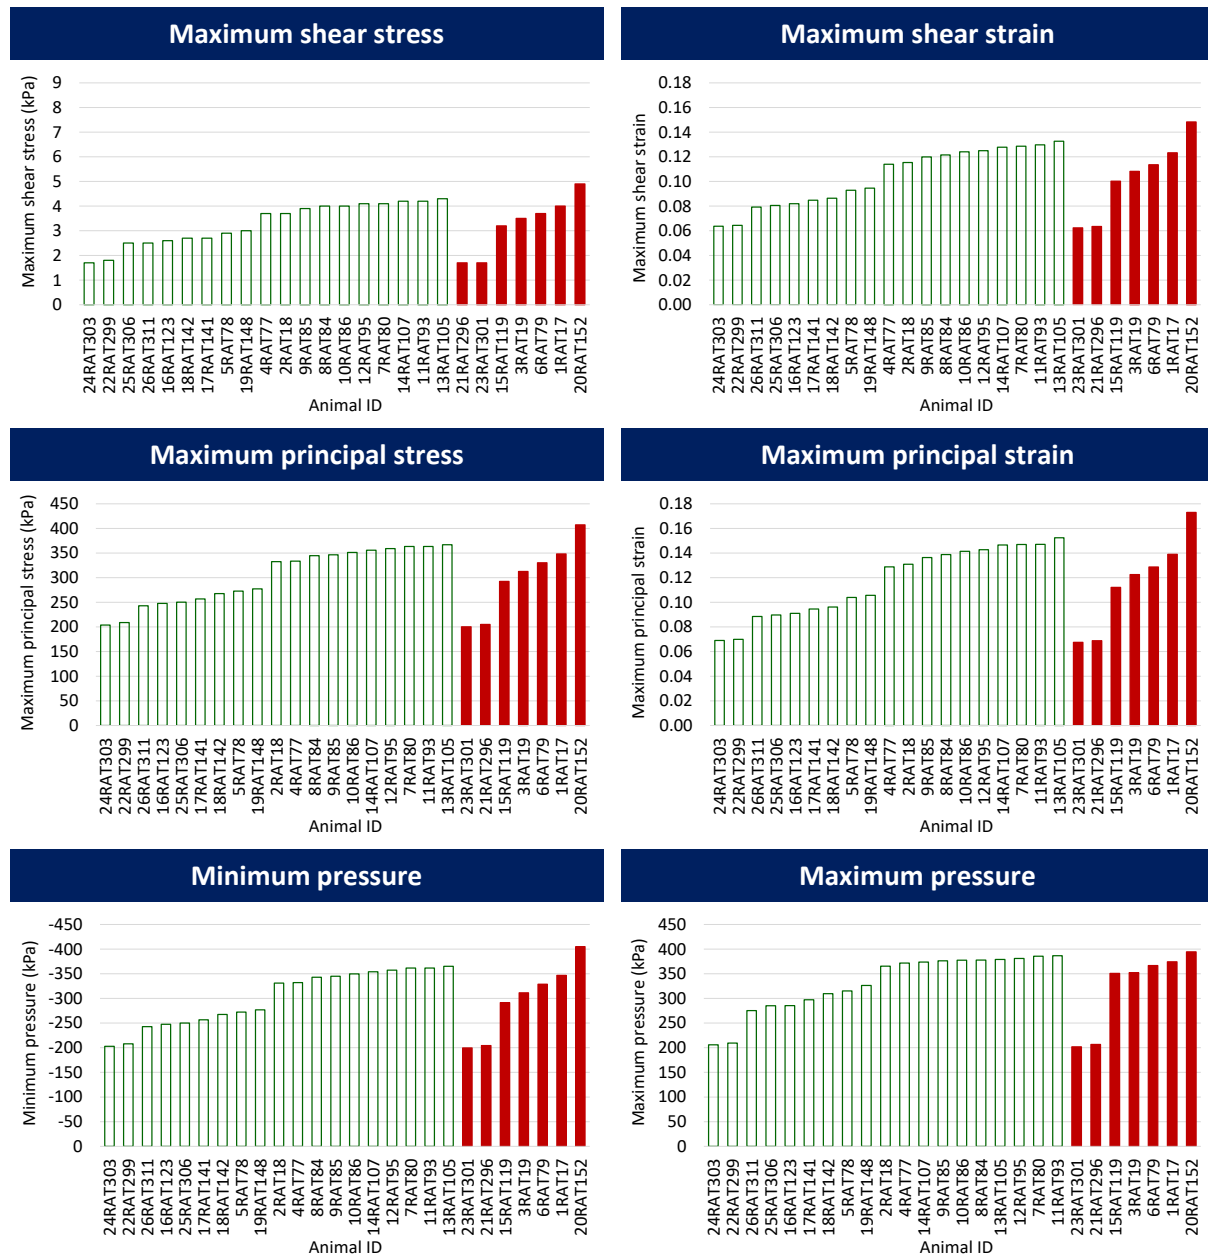 Maximum shear stress
Maximum shear stress (kPa)
9
8
7
6
5
4
3
2
1
0
24RAT303
22RAT299
25RAT306
26RAT311
16RAT123
18RAT142
17RAT141
5RAT78
19RAT148
4RAT77
2RAT18
9RAT85
8RAT84
10RAT86
12RAT95
7RAT80
14RAT107
11RAT93
13RAT105
21RAT296
23RAT301
15RAT119
3RAT19
6RAT79
1RAT17
20RAT152
Animal ID
Maximum shear strain
Maximum shear strain
0.18
0.16
0.14
0.12
0.10
0.08
0.06
0.04
0.02
0.00
24RAT303
22RAT299
26RAT311
25RAT306
16RAT123
17RAT141
18RAT142
5RAT78
19RAT148
4RAT77
2RAT18
9RAT85
8RAT84
10RAT86
12RAT95
14RAT107
7RAT80
11RAT93
13RAT105
23RAT301
21RAT296
15RAT119
3RAT19
6RAT79
1RAT17
20RAT152
Animal ID
Maximum principal stress
Maximum principal stress (kPa)
450
400
350
300
250
200
150
100
50
0
24RAT303
22RAT299
26RAT311
16RAT123
25RAT306
17RAT141
18RAT142
5RAT78
19RAT148
2RAT18
4RAT77
8RAT84
9RAT85
10RAT86
14RAT107
12RAT95
7RAT80
11RAT93
13RAT105
23RAT301
21RAT296
15RAT119
3RAT19
6RAT79
1RAT17
20RAT152
Animal ID
Maximum principal strain
Maximum principal strain
0.18
0.16
0.14
0.12
0.10
0.08
0.06
0.04
0.02
0.00
24RAT303
22RAT299
26RAT311
25RAT306
16RAT123
17RAT141
18RAT142
5RAT78
19RAT148
4RAT77
2RAT18
9RAT85
8RAT84
10RAT86
12RAT95
14RAT107
7RAT80
11RAT93
13RAT105
23RAT301
21RAT296
15RAT119
3RAT19
6RAT79
1RAT17
20RAT152
Animal ID
Minimum pressure
Minimum pressure (kPa)
-450
-400
-350
-300
-250
-200
-150
-100
-50
0
24RAT303
22RAT299
26RAT311
16RAT123
25RAT306
17RAT141
18RAT142
5RAT78
19RAT148
2RAT18
4RAT77
8RAT84
9RAT85
10RAT86
14RAT107
12RAT95
7RAT80
11RAT93
13RAT105
23RAT301
21RAT296
15RAT119
3RAT19
6RAT79
1RAT17
20RAT152
Animal ID
Maximum pressure
Maximum pressure (kPa)
450
400
350
300
250
200
150
100
50
0
24RAT303
22RAT299
26RAT311
25RAT306
16RAT123
17RAT141
18RAT142
5RAT78
19RAT148
2RAT18
4RAT77
14RAT107
9RAT85
10RAT86
8RAT84
13RAT105
12RAT95
7RAT80
11RAT93
23RAT301
21RAT296
15RAT119
3RAT19
6RAT79
1RAT17
20RAT152
Animal ID